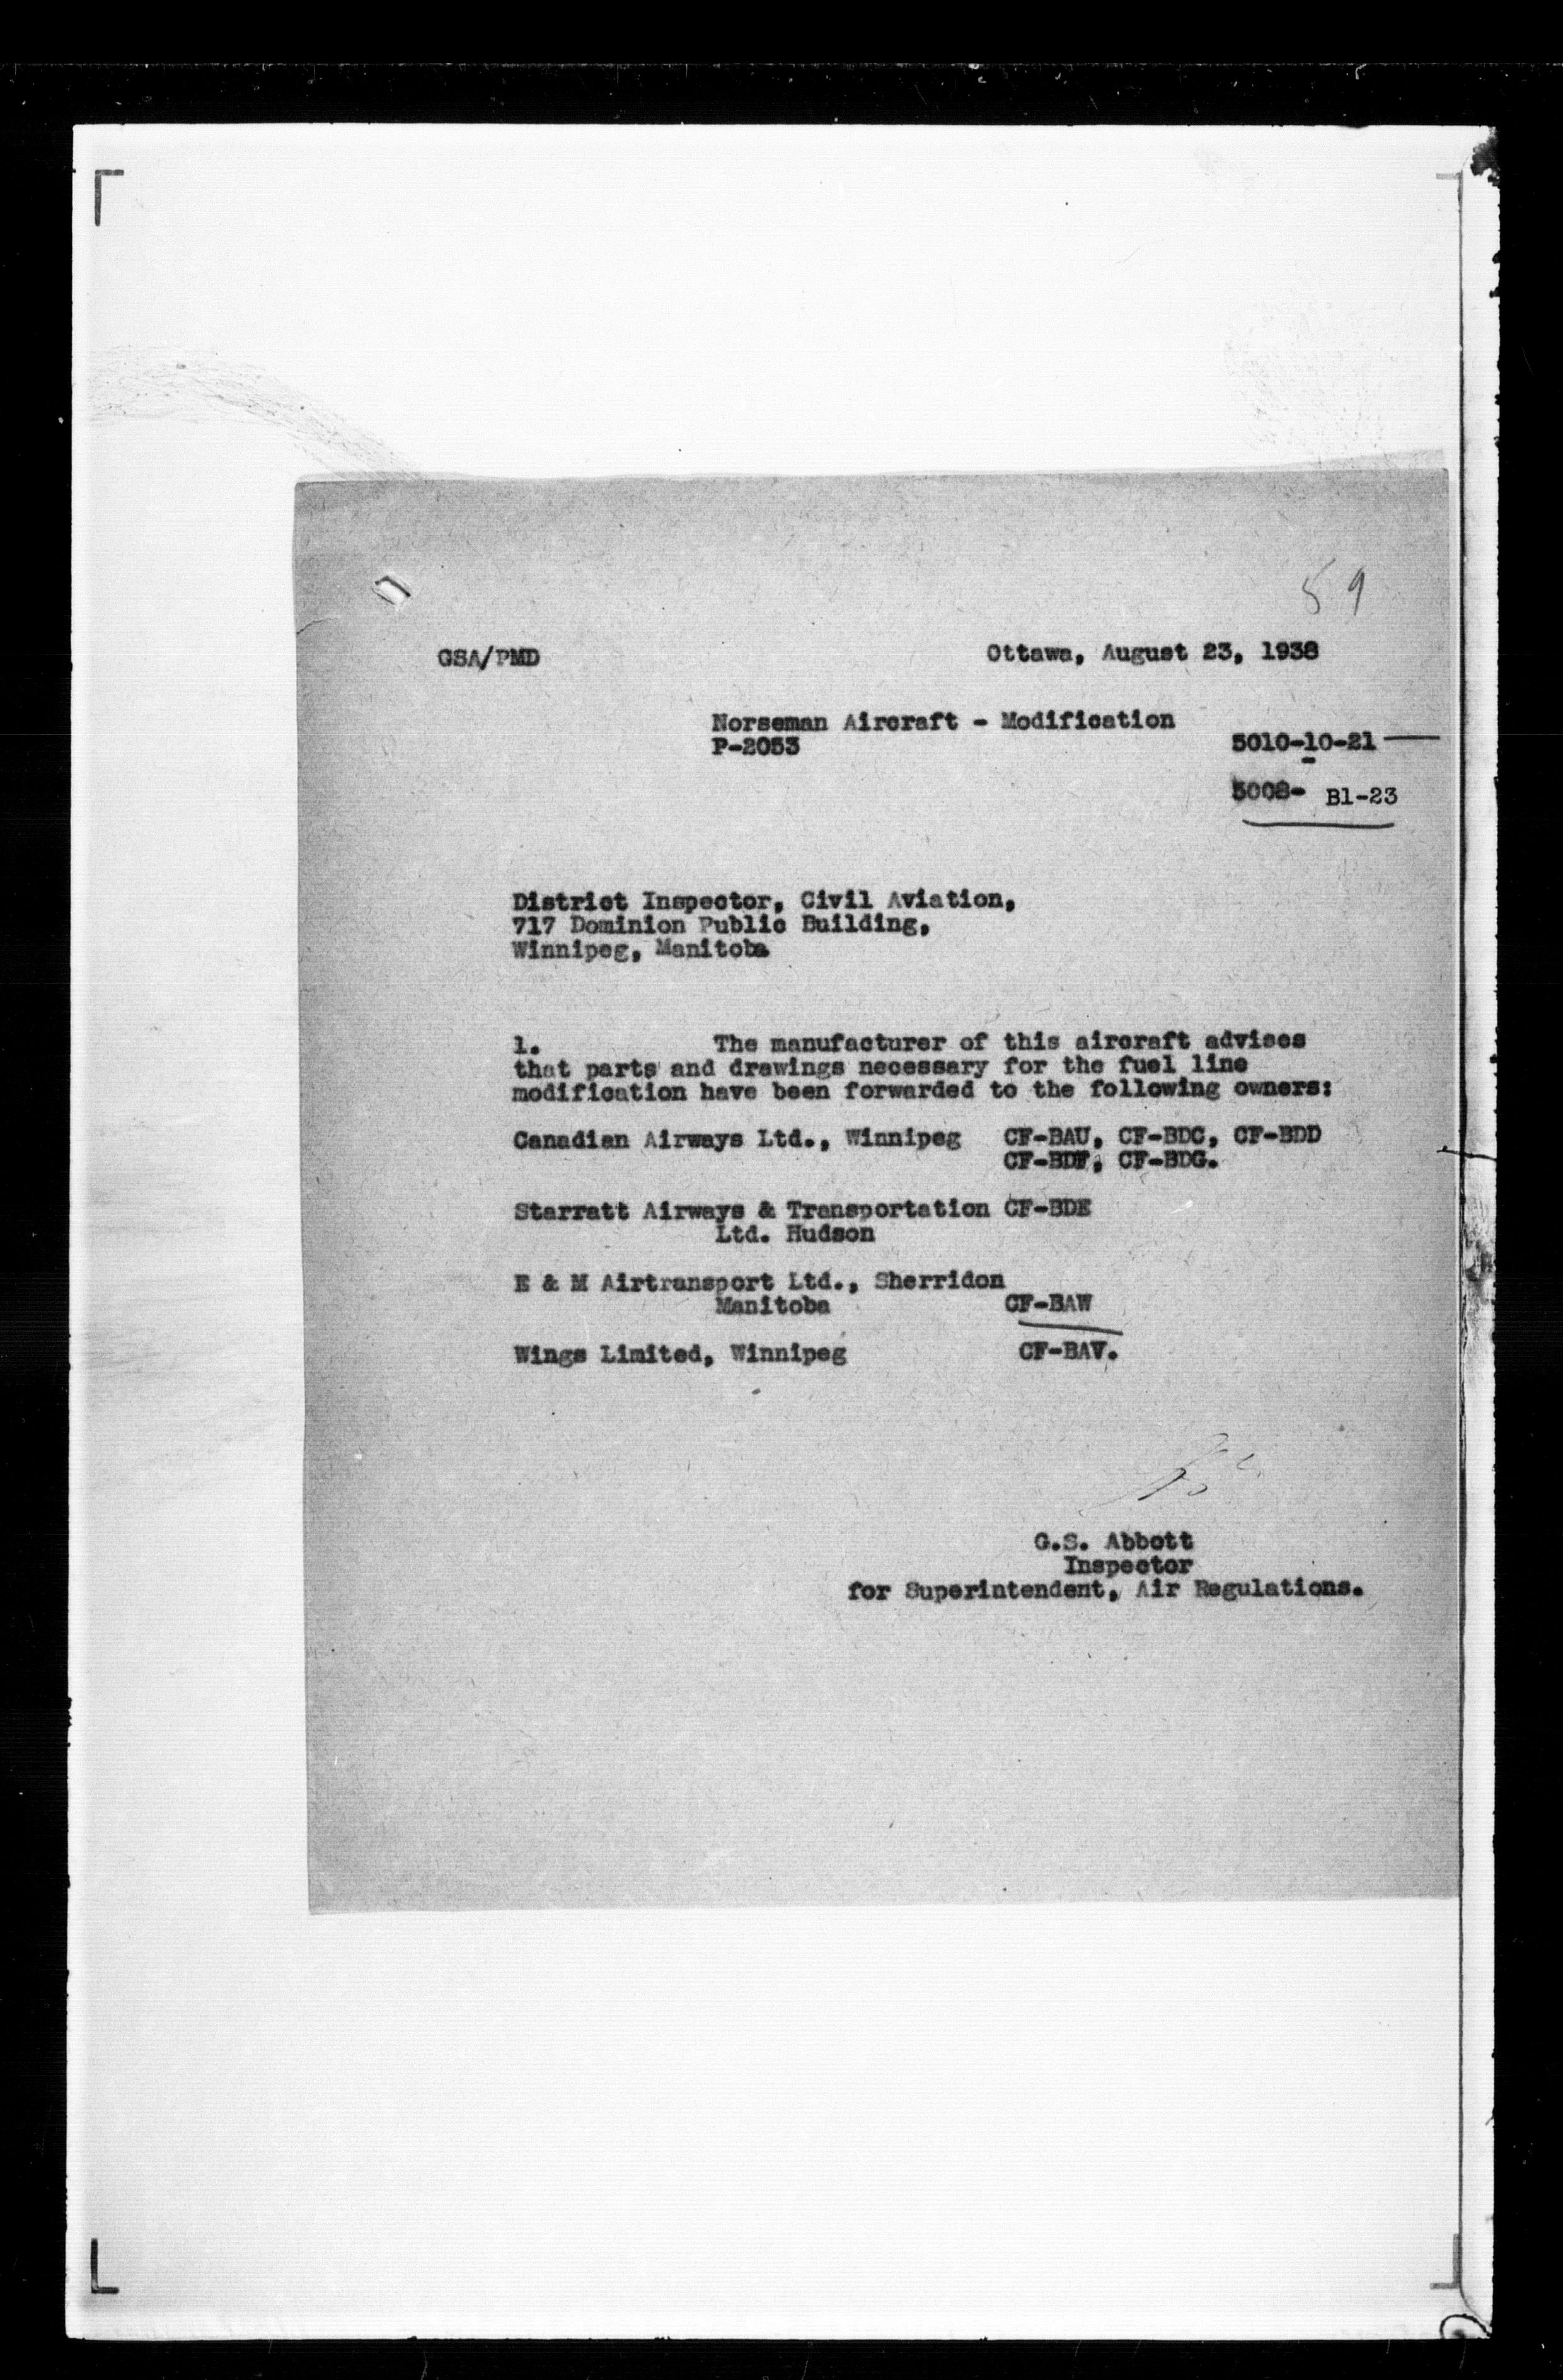 59
GSA/PMD Ottawa, August 23, 1938
Norseman Aircraft - Modification
P-2053 5010-10-21
5008- B1-23
District Inspector, Civil Aviation,
717 Dominion Public Building,
Winnipeg, Manitoba
1. The manufacturer of this aircraft advises
that parts and drawings necessary for the fuel line
modification have been forwarded to the following owners:
Canadian Airways Ltd., Winnipeg CF-BAU, CF-BDC, CF-BDD
CF-BDF, CF-BDG.
Starratt Airways & Transportation CF-BDE
Ltd. Hudson
E & M Airtransport Ltd., Sherridon
Manitoba CF-BAW
Wings Limited, Winnipeg CF-BAV.
G.S. Abbott
Inspector
for Superintendent, Air Regulations.